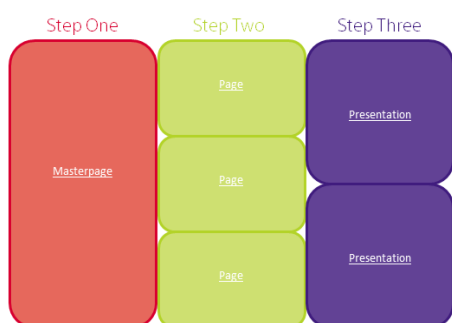 Step One
Step Two
Step Three
Masterpage
Page
Page
Page
Presentation
Presentation